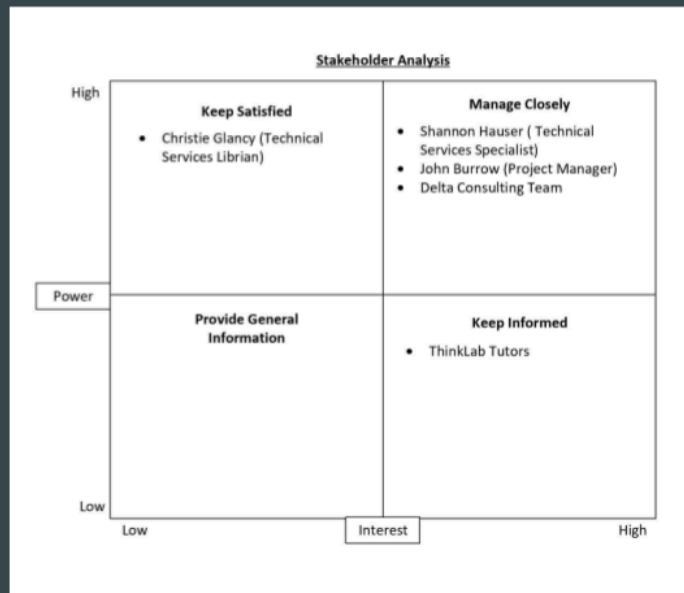 Stakeholder Analysis
High
Keep Satisfied
• Christie Glancy (Technical
Services Librian)
Manage Closely
• Shannon Hauser ( Technical
Services Specialist)
• John Burrow (Project Manager)
• Delta Consulting Team
Power
Provide General
Information
Keep Informed
• ThinkLab Tutors
Low
Low
Interest
High